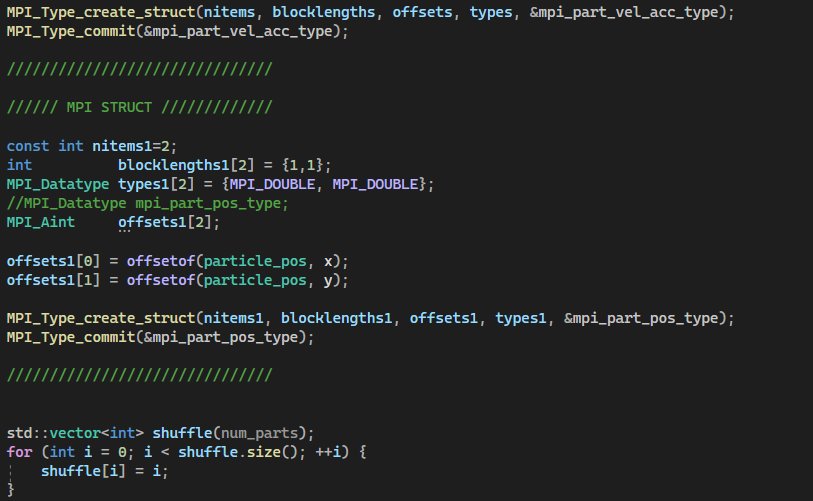 MPI_Type_create_struct(nitems, blocklengths, offsets, types, &mpi_part_vel_acc_type);
MPI_Type_commit(&mpi_part_vel_acc_type);
///////////////////////////////
////// MPI STRUCT /////////////
const int nitems1=2;
int          blocklengths1[2] = {1,1};
MPI_Datatype types1[2] = {MPI_DOUBLE, MPI_DOUBLE};
//MPI_Datatype mpi_part_pos_type;
MPI_Aint     offsets1[2];
offsets1[0] = offsetof(particle_pos, x);
offsets1[1] = offsetof(particle_pos, y);
MPI_Type_create_struct(nitems1, blocklengths1, offsets1, types1, &mpi_part_pos_type);
MPI_Type_commit(&mpi_part_pos_type);
///////////////////////////////
std::vector<int> shuffle(num_parts);
for (int i = 0; i < shuffle.size(); ++i) {
    shuffle[i] = i;
}